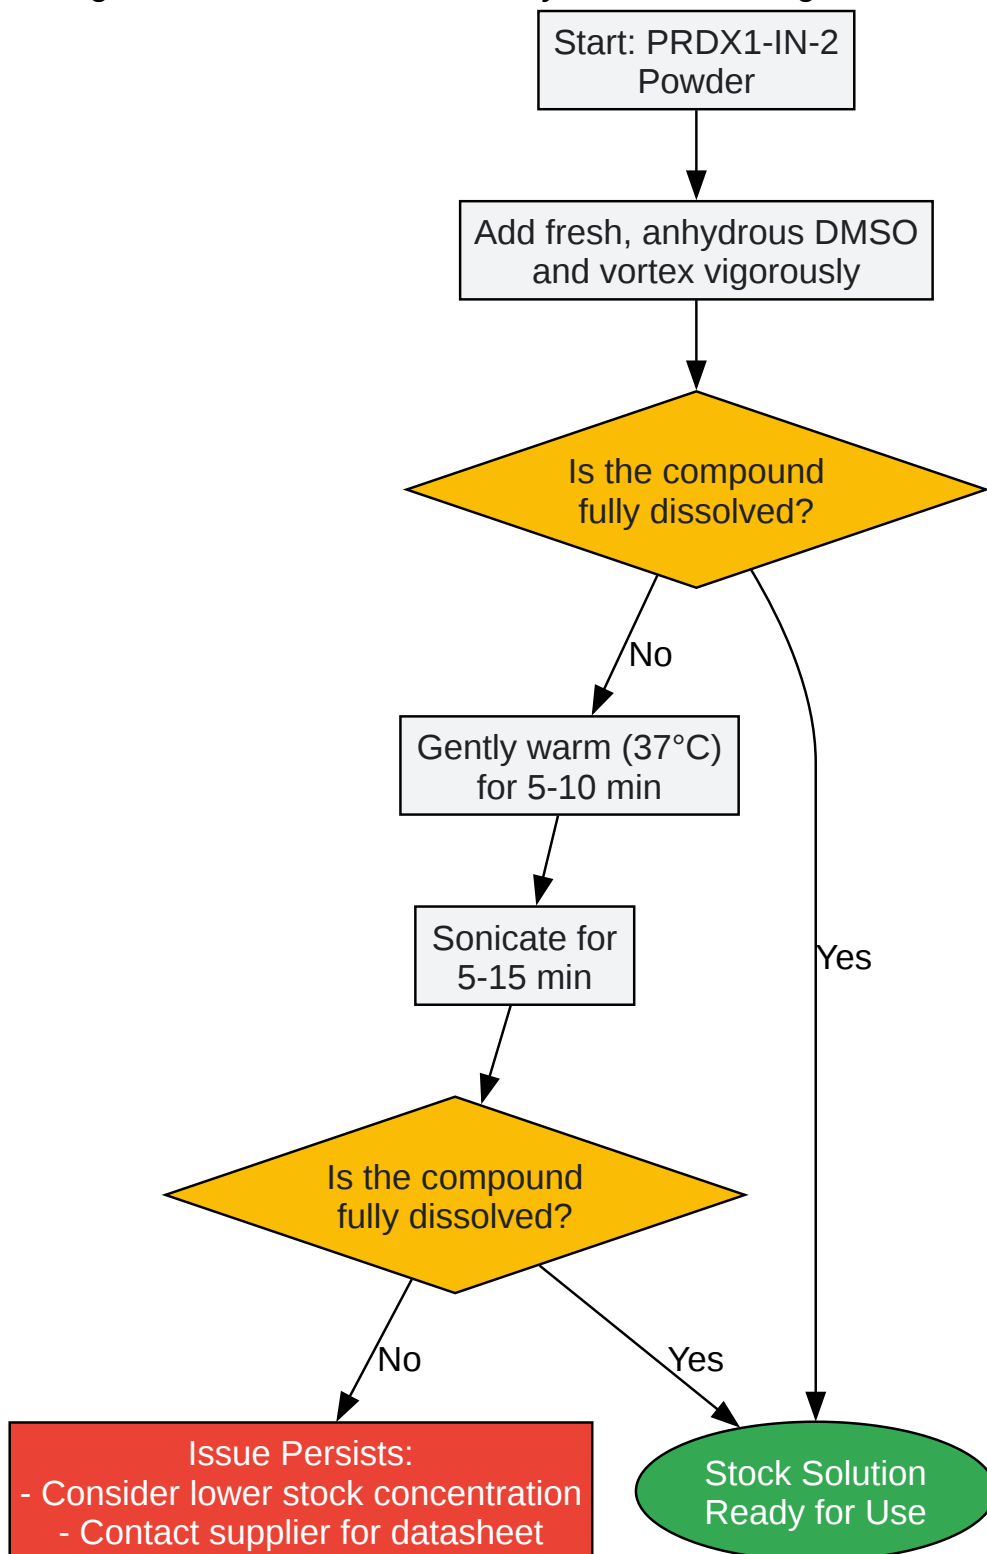 Start: PRDX1-IN-2
Powder
Add fresh, anhydrous DMSO
and vortex vigorously
Is the compound
fully dissolved?
No
Gently warm (37°C)
for 5-10 min
Sonicate for
5-15 min
Yes
Is the compound
fully dissolved?
No
Yes
Issue Persists:
- Consider lower stock concentration
- Contact supplier for datasheet
Stock Solution
Ready for Use